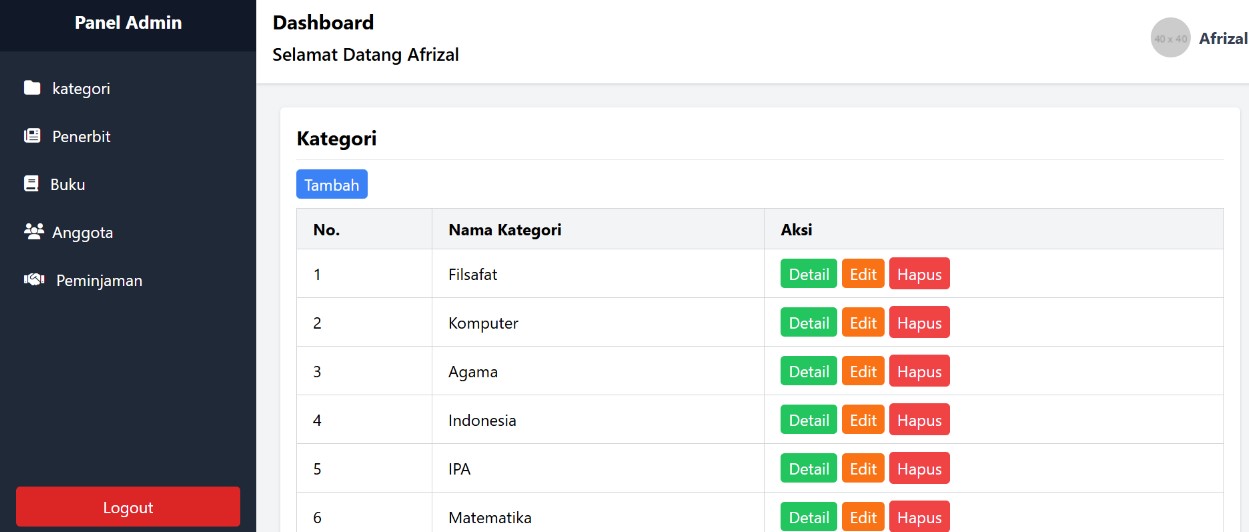 Panel Admin
kategori
Penerbit
Buku
Anggota
Peminjaman
Logout
Dashboard
Selamat Datang Afrizal
40 x 40 Afrizal
Kategori
Tambah
No. Nama Kategori Aksi
1 Filsafat Detail Edit Hapus
2 Komputer Detail Edit Hapus
3 Agama Detail Edit Hapus
4 Indonesia Detail Edit Hapus
5 IPA Detail Edit Hapus
6 Matematika Detail Edit Hapus